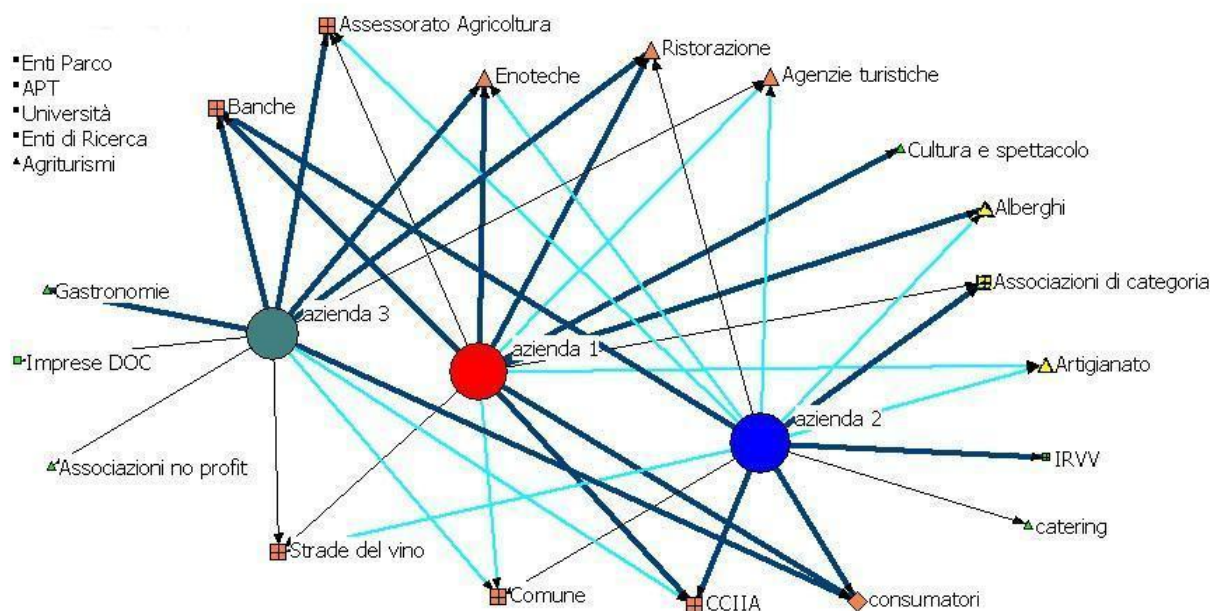 Assessorato Agricoltura
Ristorazione
Enti Parco
APT
Università
Enti di Ricerca
Agriturismi
Enoteche
Agenzie turistiche
Banche
Cultura e spettacolo
Alberghi
Associazioni di categoria
Gastronomie
azienda 3
azienda 1
Imprese DOC
Artigianato
azienda 2
Associazioni no profit
IRVV
catering
Strade del vino
Comune
CCIIA
consumatori